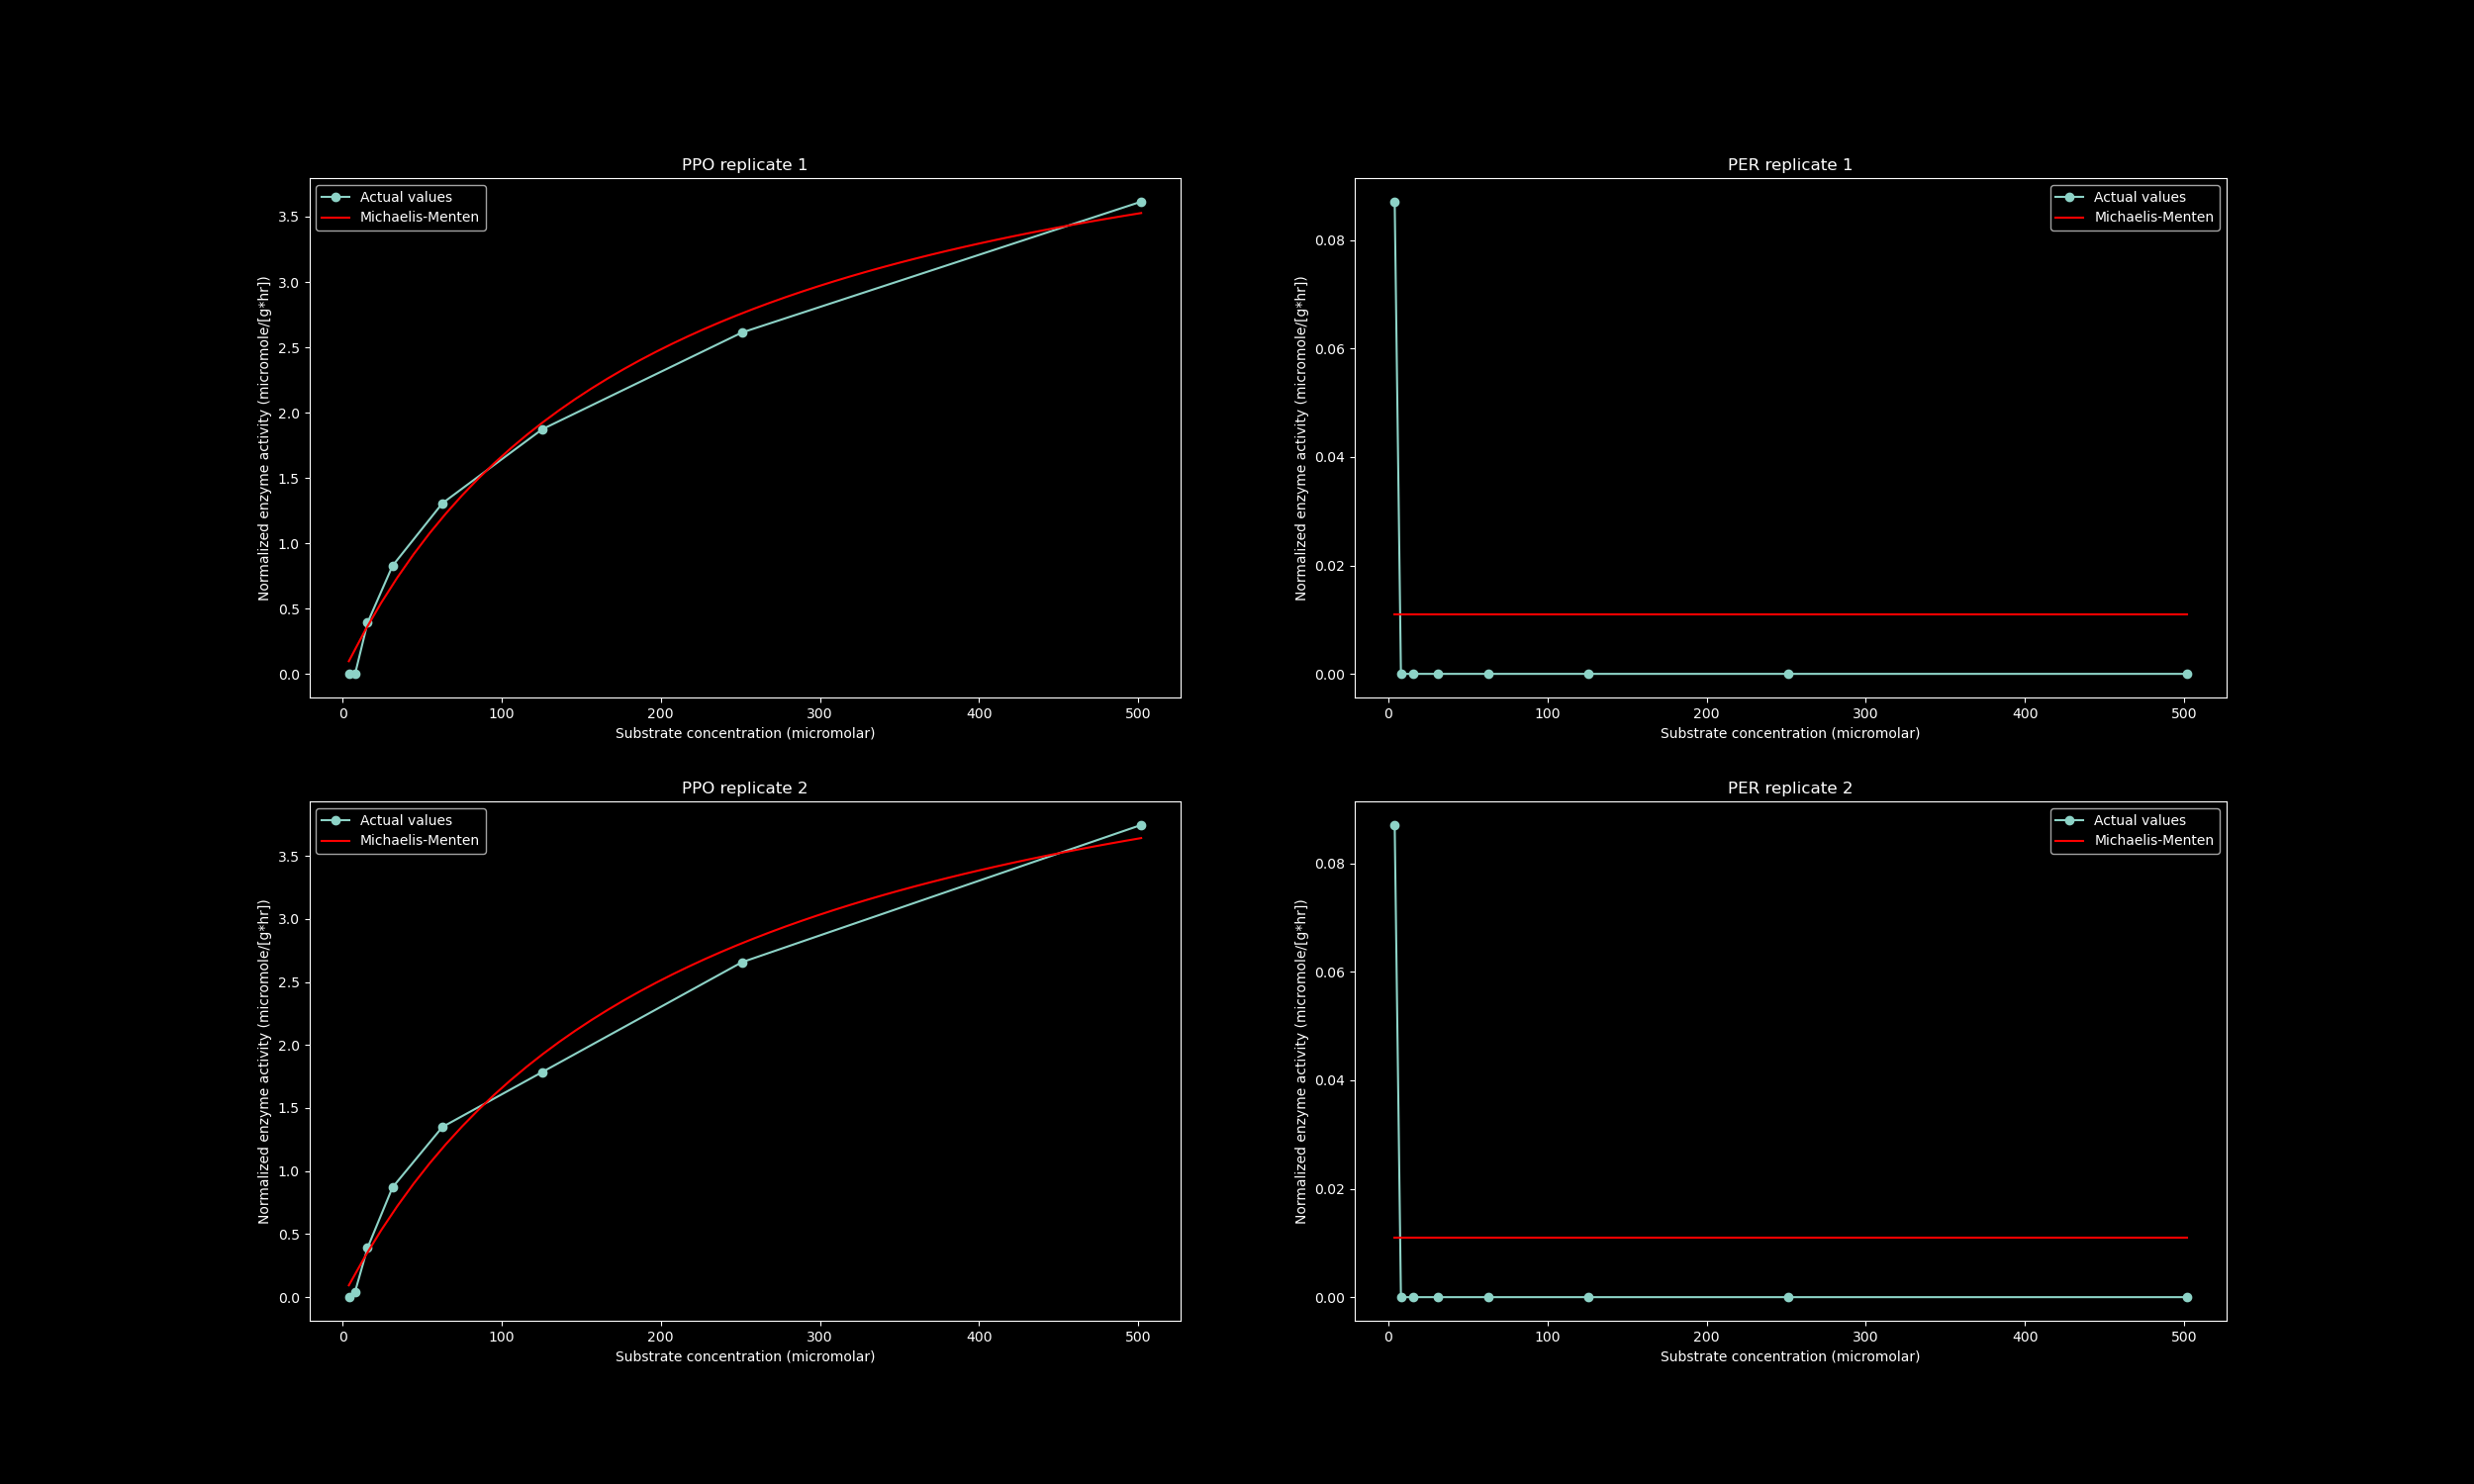 PPO replicate 1
Actual values
Michaelis-Menten
Normalized enzyme activity (micromole/[g*hr])
3.5
3.0
2.5
2.0
1.5
1.0
0.5
0.0
0 100 200 300 400 500
Substrate concentration (micromolar)
PER replicate 1
Actual values
Michaelis-Menten
Normalized enzyme activity (micromole/[g*hr])
0.08
0.06
0.04
0.02
0.00
0 100 200 300 400 500
Substrate concentration (micromolar)
PPO replicate 2
Actual values
Michaelis-Menten
Normalized enzyme activity (micromole/[g*hr])
3.5
3.0
2.5
2.0
1.5
1.0
0.5
0.0
0 100 200 300 400 500
Substrate concentration (micromolar)
PER replicate 2
Actual values
Michaelis-Menten
Normalized enzyme activity (micromole/[g*hr])
0.08
0.06
0.04
0.02
0.00
0 100 200 300 400 500
Substrate concentration (micromolar)